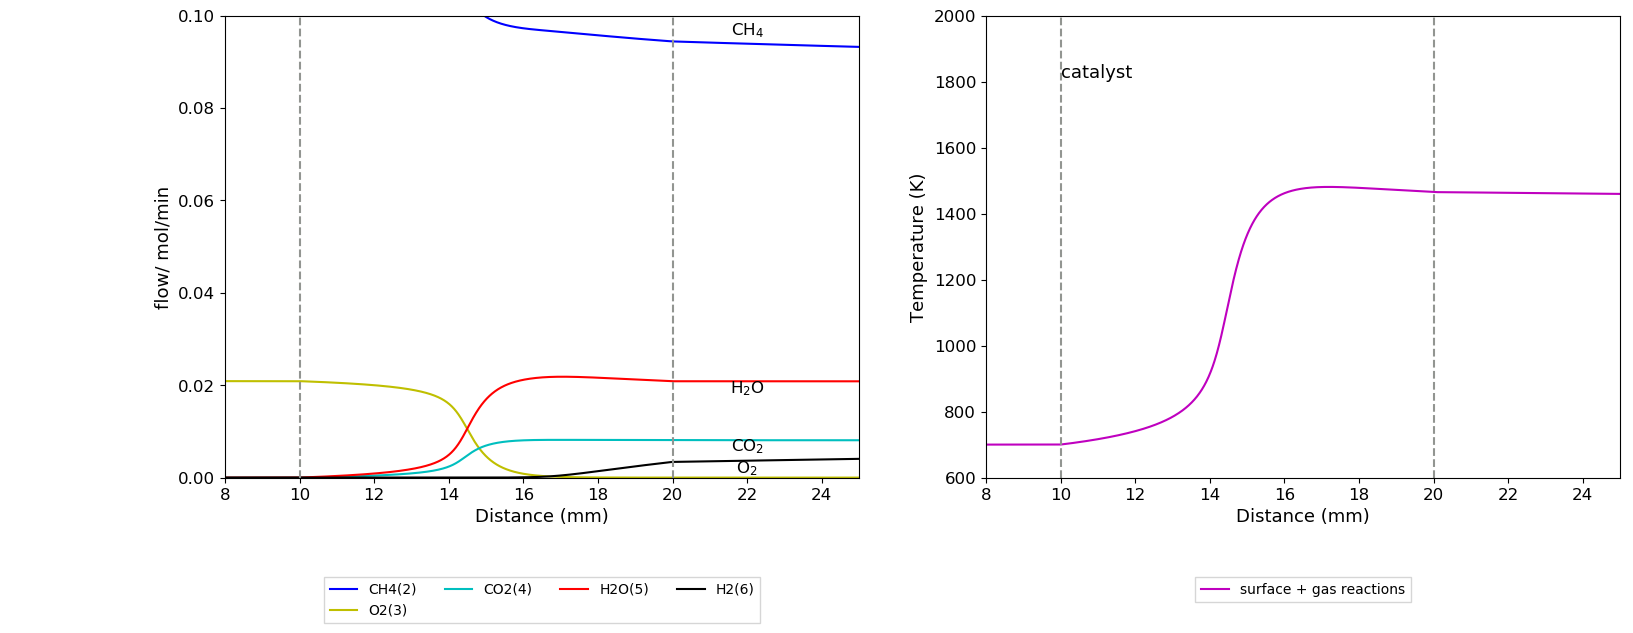 0.10
0.08
0.06
0.04
0.02
0.00
flow/ mol/min
CH₄
H₂O
CO₂
O₂
8 10 12 14 16 18 20 22 24
Distance (mm)
CH4(2) CO2(4) H2O(5) H2(6)
O2(3)
2000
1800
1600
1400
1200
1000
800
600
Temperature (K)
catalyst
8 10 12 14 16 18 20 22 24
Distance (mm)
surface + gas reactions